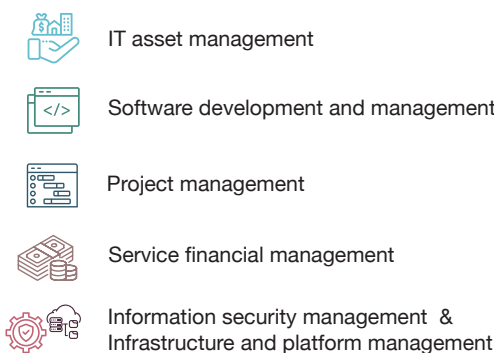 IT asset management
Software development and management
Project management
Service financial management
Information security management &
Infrastructure and platform management